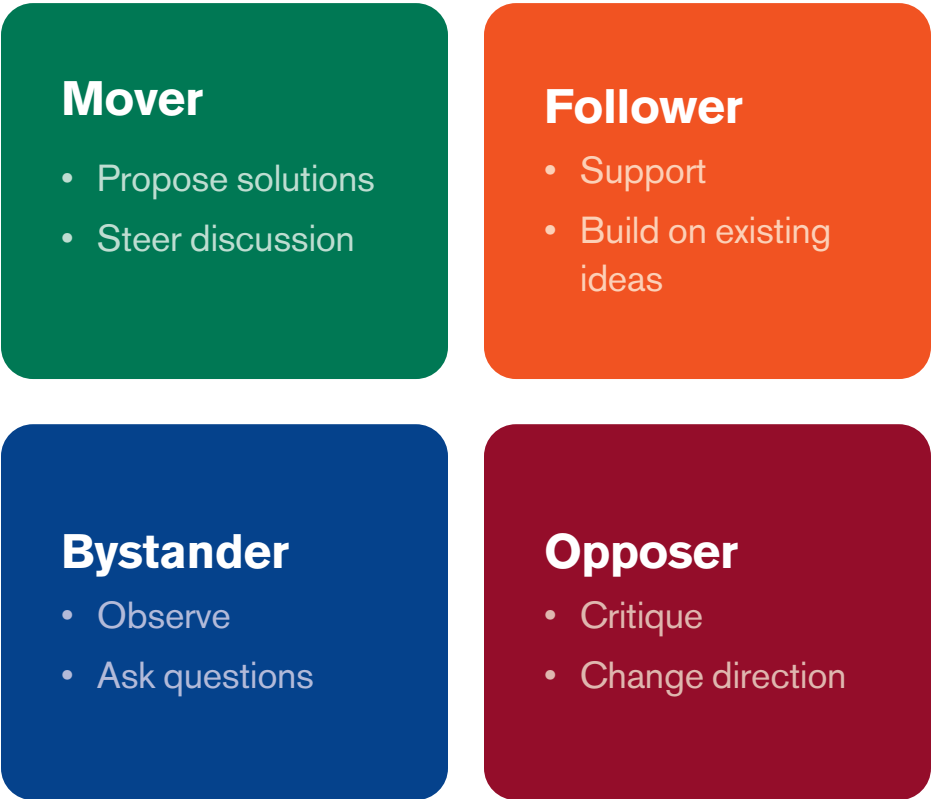 Mover
• Propose solutions
• Steer discussion
Follower
• Support
• Build on existing
ideas
Bystander
• Observe
• Ask questions
Opposer
• Critique
• Change direction